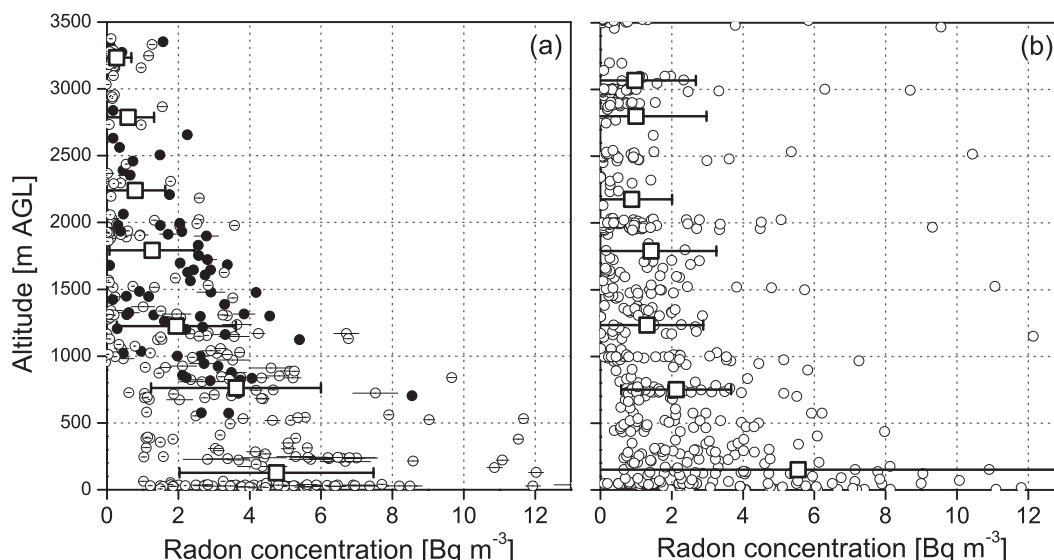 (a)
(b)
Altitude [m AGL]
3500
3000
2500
2000
1500
1000
500
0
0 2 4 6 8 10 12
0 2 4 6 8 10 12
Radon concentration [Bq m⁻³]
Radon concentration [Bq m⁻³]